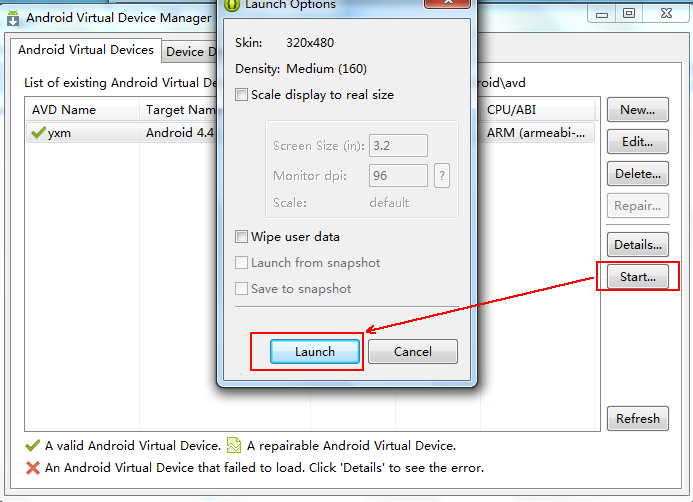 Android Virtual Device Manager
Launch Options
Android Virtual Devices
Device D
List of existing Android Virtual De
roid\avd
AVD Name
Target Nam
CPU/ABI
yxm
Android 4.4
ARM (armeabi-...
Skin: 320x480
Density: Medium (160)
Scale display to real size
Screen Size (in): 3.2
Monitor dpi: 96 ?
Scale: default
Wipe user data
Launch from snapshot
Save to snapshot
Launch
Cancel
New...
Edit...
Delete...
Repair...
Details...
Start...
Refresh
A valid Android Virtual Device.
A repairable Android Virtual Device.
An Android Virtual Device that failed to load. Click 'Details' to see the error.